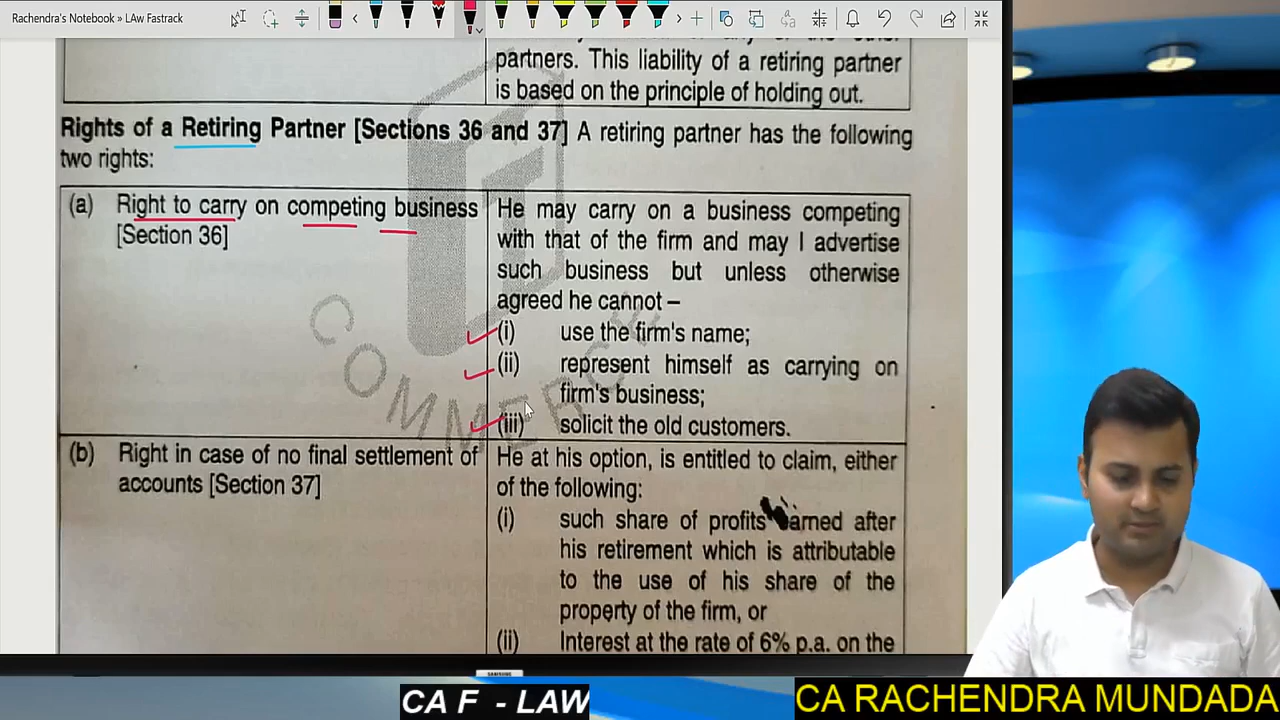 Rachendra's Notebook » LAw Fastrack
partners. This liability of a retiring partner
is based on the principle of holding out.
Rights of a Retiring Partner [Sections 36 and 37] A retiring partner has the following
two rights:
(a) Right to carry on competing business
[Section 36]
He may carry on a business competing
with that of the firm and may I advertise
such business but unless otherwise
agreed he cannot –
(i) use the firm's name;
(ii) represent himself as carrying on
firm's business;
(iii) solicit the old customers.
(b) Right in case of no final settlement of
accounts [Section 37]
He at his option, is entitled to claim, either
of the following:
(i) such share of profits arned after
his retirement which is attributable
to the use of his share of the
property of the firm, or
(ii) Interest at the rate of 6% p.a. on the
COMMERCE
SAMSUNG
CA F - LAW
CA RACHENDRA MUNDADA